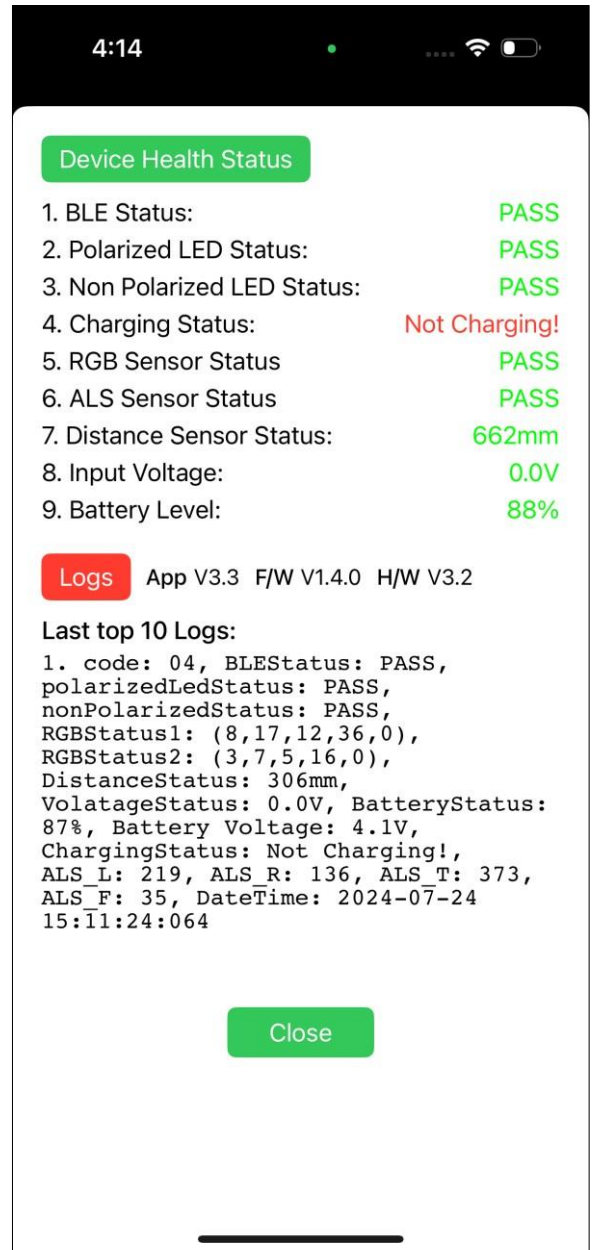 4:14
Device Health Status
1. BLE Status: PASS
2. Polarized LED Status: PASS
3. Non Polarized LED Status: PASS
4. Charging Status: Not Charging!
5. RGB Sensor Status PASS
6. ALS Sensor Status PASS
7. Distance Sensor Status: 662mm
8. Input Voltage: 0.0V
9. Battery Level: 88%
Logs App V3.3 F/W V1.4.0 H/W V3.2
Last top 10 Logs:
1. code: 04, BLEStatus: PASS,
polarizedLedStatus: PASS,
nonPolarizedStatus: PASS,
RGBStatus1: (8,17,12,36,0),
RGBStatus2: (3,7,5,16,0),
DistanceStatus: 306mm,
VolatageStatus: 0.0V, BatteryStatus:
87%, Battery Voltage: 4.1V,
ChargingStatus: Not Charging!,
ALS_L: 219, ALS_R: 136, ALS_T: 373,
ALS_F: 35, DateTime: 2024-07-24
15:11:24:064
Close